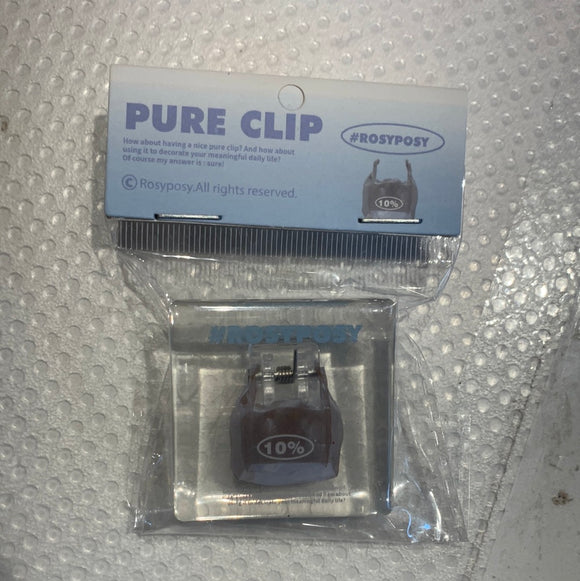 PURE CLIP
#ROSYPOSY
How about having a nice pure clip? And how about
using it to decorate your meaningful daily life?
Of course my answer is : sure!
© Rosyposy.All rights reserved.
10%
#ROSYPOSY
10%